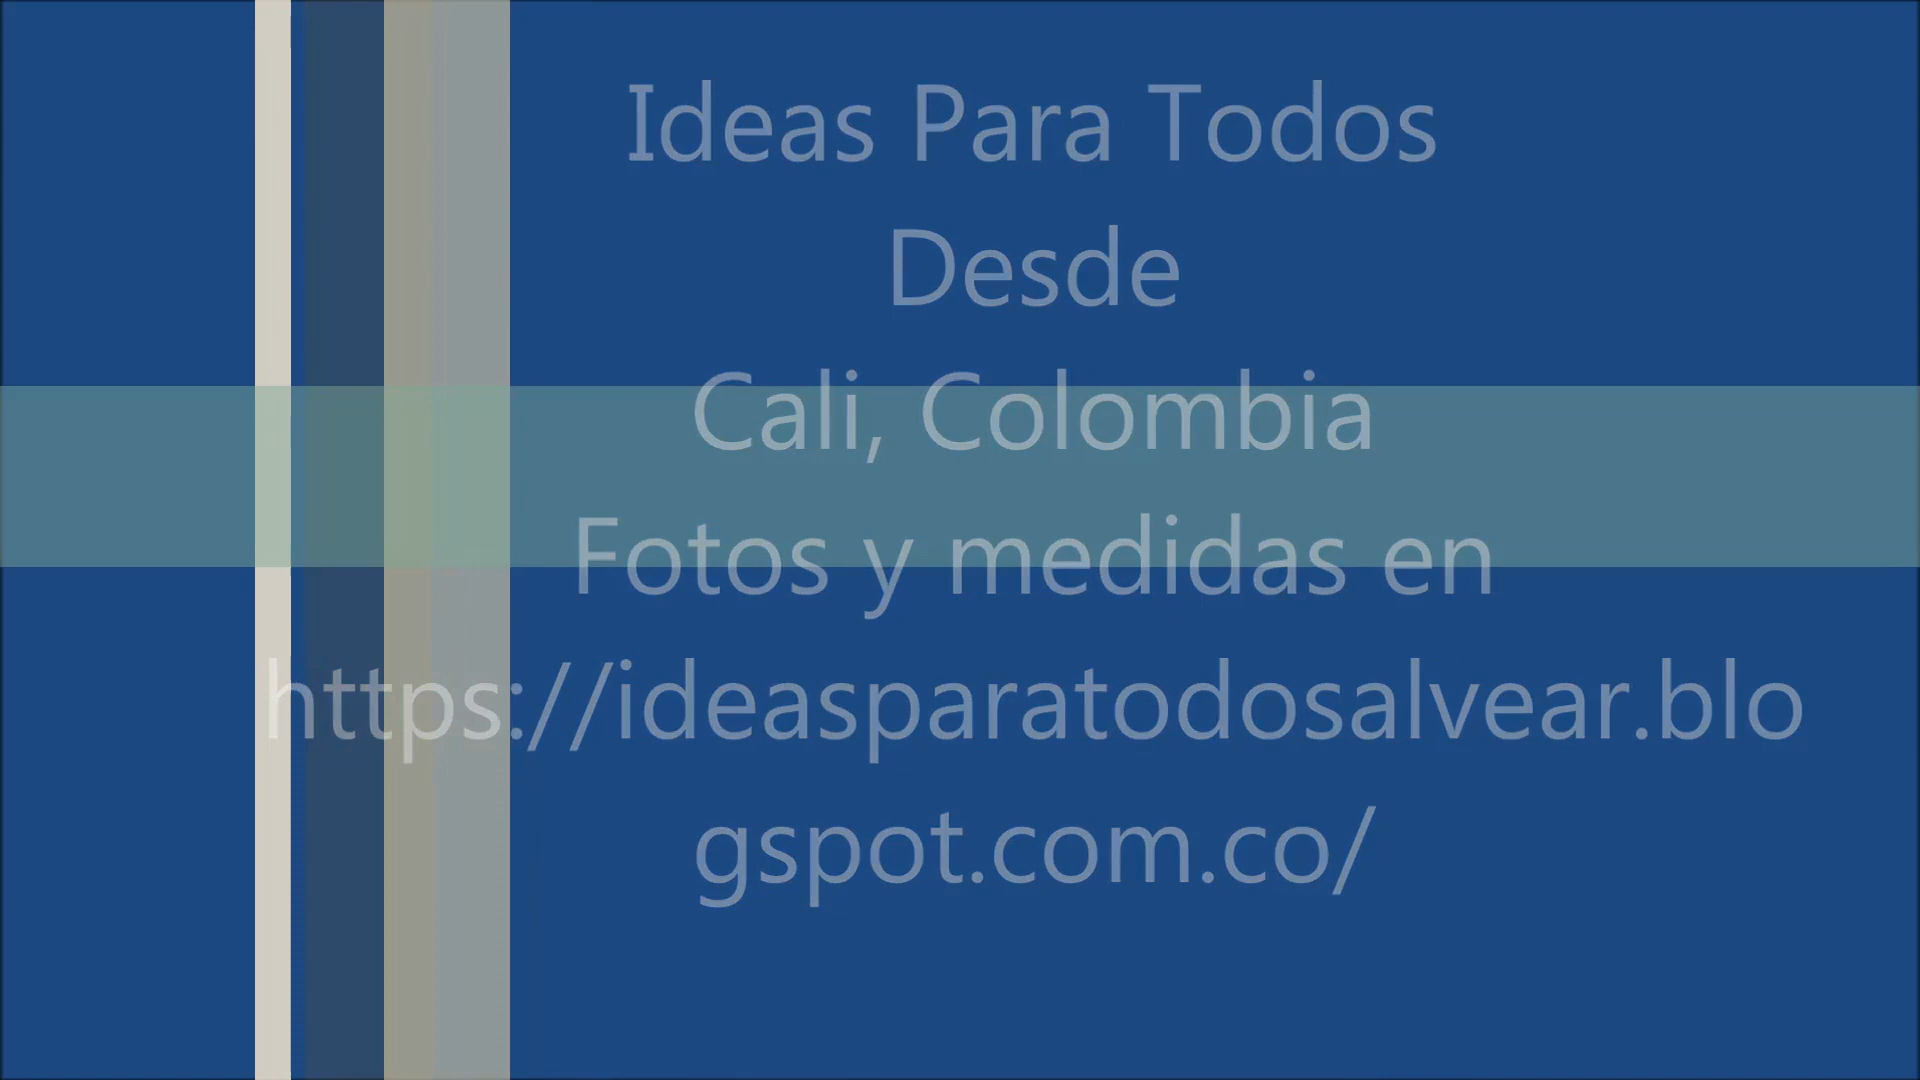 Ideas Para Todos
Desde
Cali, Colombia
Fotos y medidas en
https://ideasparatodosalvear.blo
gspot.com.co/